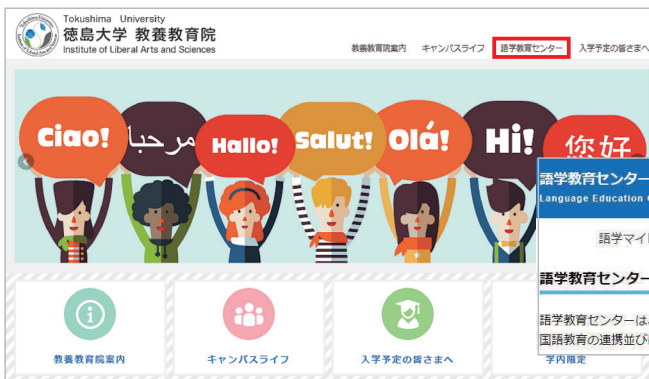 Tokushima University
徳島大学 教養教育院
Institute of Liberal Arts and Sciences
教養教育院案内 キャンパスライフ 語学教育センター 入学予定の皆さまへ
Ciao! مرحبا Hallo! Salut! Olá! Hi! 您好
語学教育センター
Language Education
語学マイ
語学教育センター
語学教育センターは、
国語教育の連携並び
教養教育院案内 キャンパスライフ 入学予定の皆さまへ 学内限定